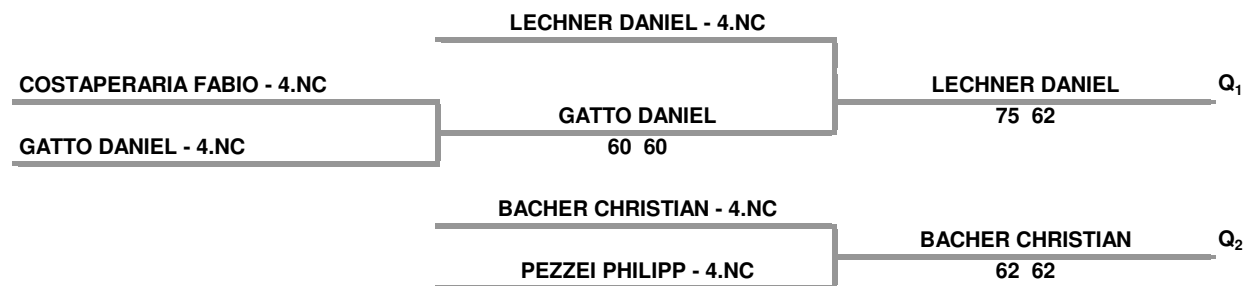 LECHNER DANIEL - 4.NC
COSTAPERARIA FABIO - 4.NC
LECHNER DANIEL Q1
GATTO DANIEL
75 62
GATTO DANIEL - 4.NC
60 60
BACHER CHRISTIAN - 4.NC
BACHER CHRISTIAN Q2
PEZZEI PHILIPP - 4.NC
62 62